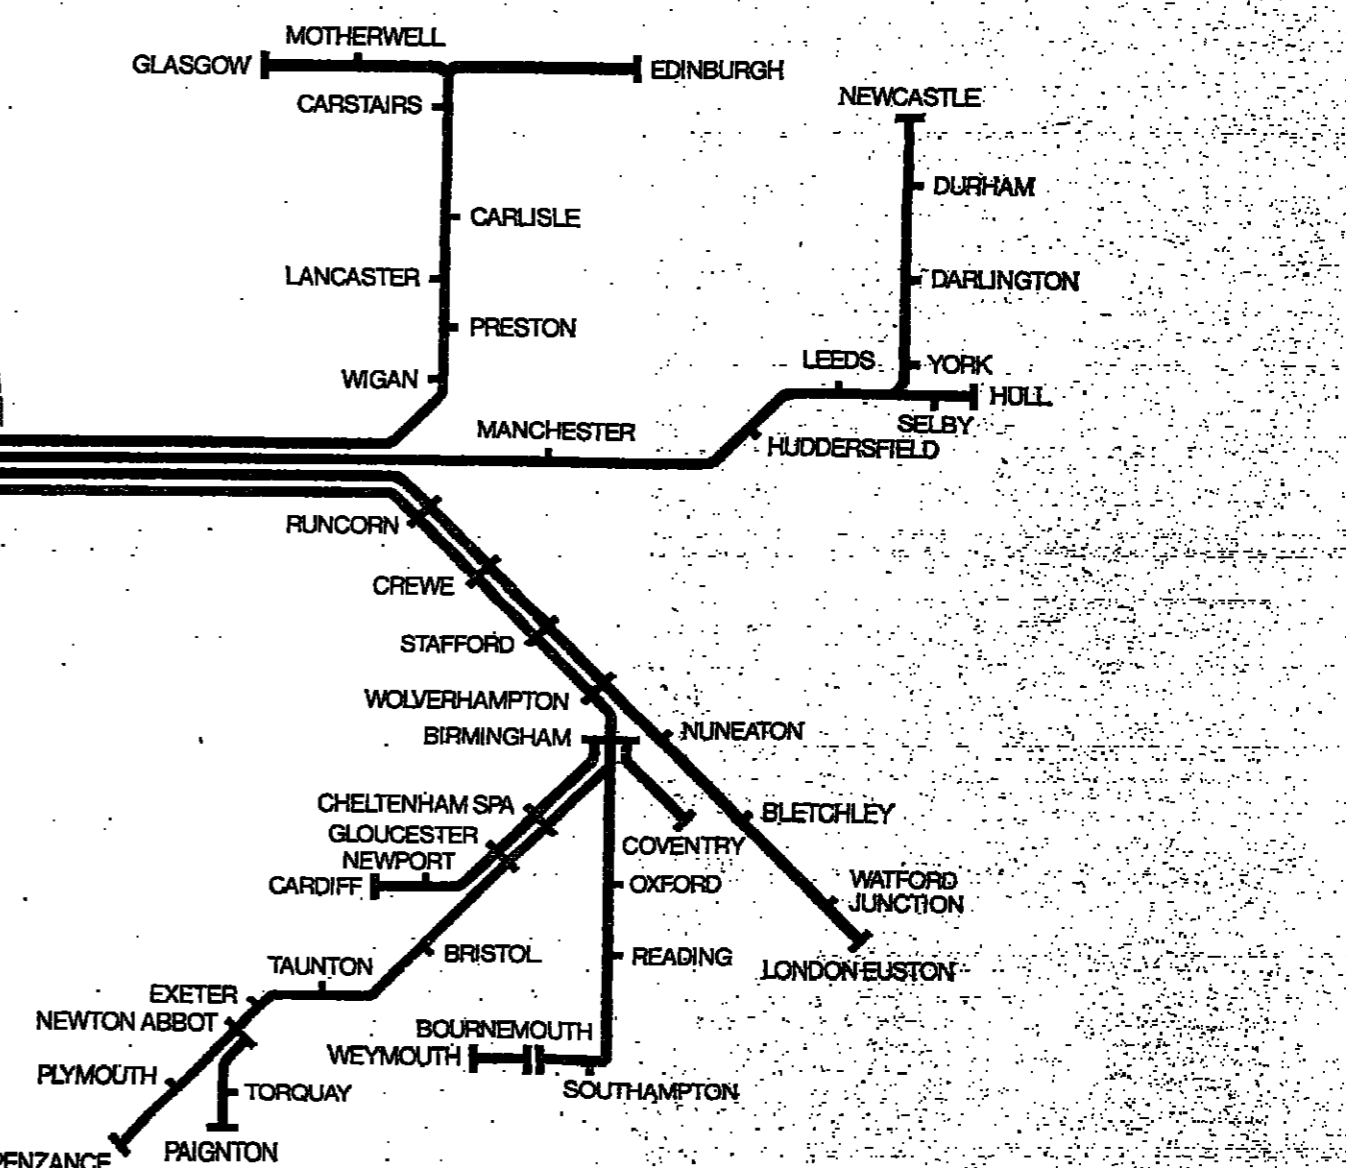 MOTHERWELL
GLASGOW
EDINBURGH
CARSTAIRS
NEWCASTLE
DURHAM
CARLISLE
LANCASTER
DARLINGTON
PRESTON
LEEDS
YORK
WIGAN
HULL
SELBY
MANCHESTER
HUDDERSFIELD
RUNCORN
CREWE
STAFFORD
WOLVERHAMPTON
NUNEATON
BIRMINGHAM
CHELTENHAM SPA
BLETCHLEY
GLOUCESTER
COVENTRY
NEWPORT
CARDIFF
OXFORD
WATFORD
JUNCTION
BRISTOL
READING
TAUNTON
LONDON EUSTON
EXETER
NEWTON ABBOT
BOURNEMOUTH
WEYMOUTH
PLYMOUTH
TORQUAY
SOUTHAMPTON
PAIGNTON
PENZANCE